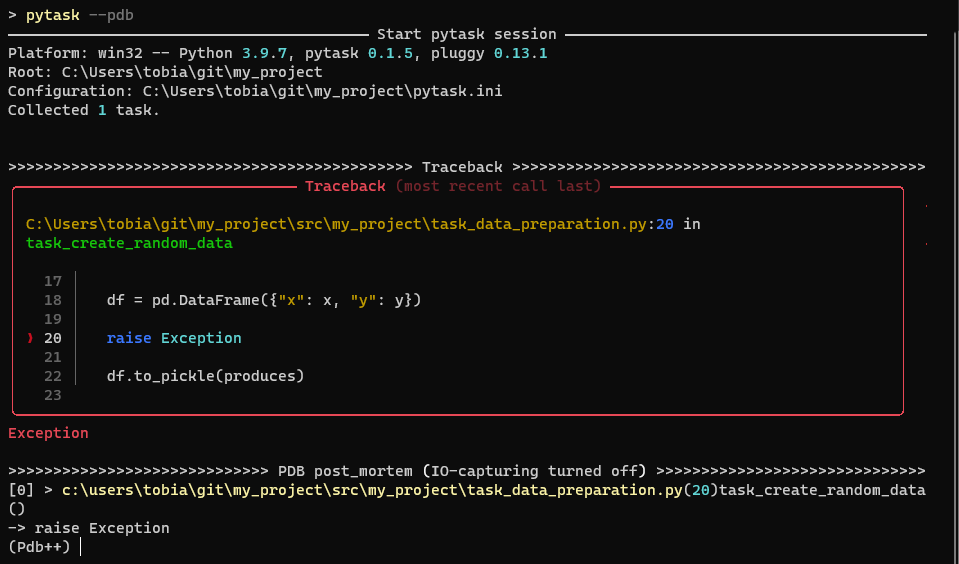 > pytask --pdb
Start pytask session
Platform: win32 -- Python 3.9.7, pytask 0.1.5, pluggy 0.13.1
Root: C:\Users\tobia\git\my_project
Configuration: C:\Users\tobia\git\my_project\pytask.ini
Collected 1 task.
>>>>>>>>>>>>>>>>>>>>>>>>>>>>>>>>>>>>>>>>>>>>> Traceback >>>>>>>>>>>>>>>>>>>>>>>>>>>>>>>>>>>>>>>>>>>>>>
Traceback (most recent call last)
C:\Users\tobia\git\my_project\src\my_project\task_data_preparation.py:20 in
task_create_random_data
17
18 df = pd.DataFrame({"x": x, "y": y})
19
❱ 20 raise Exception
21
22 df.to_pickle(produces)
23
Exception
>>>>>>>>>>>>>>>>>>>>>>>>>>>>> PDB post_mortem (IO-capturing turned off) >>>>>>>>>>>>>>>>>>>>>>>>>>>>>>
[0] > c:\users\tobia\git\my_project\src\my_project\task_data_preparation.py(20)task_create_random_data
()
-> raise Exception
(Pdb++)